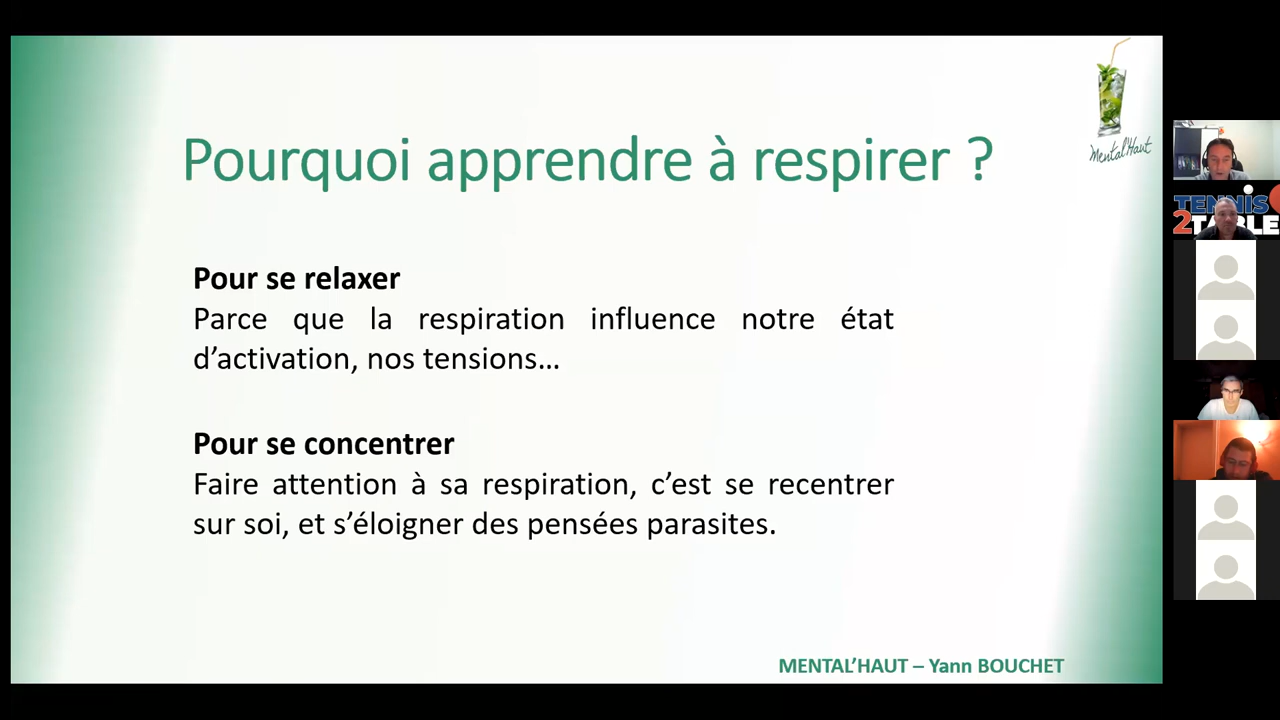 Mental'Haut
Pourquoi apprendre à respirer ?
Pour se relaxer
Parce que la respiration influence notre état
d’activation, nos tensions…
Pour se concentrer
Faire attention à sa respiration, c’est se recentrer
sur soi, et s’éloigner des pensées parasites.
MENTAL’HAUT – Yann BOUCHET
TENNIS
2TABLE